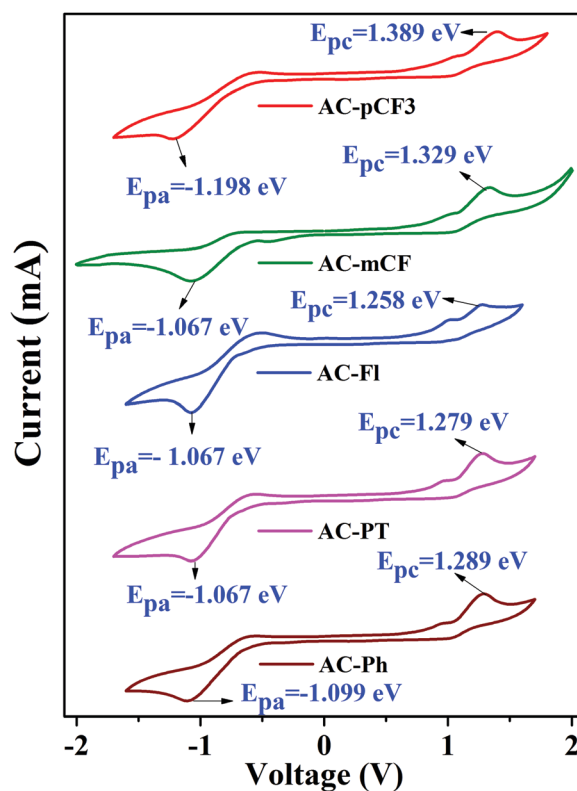 Epc=1.389 eV
AC-pCF3
Epa=-1.198 eV
Epc=1.329 eV
AC-mCF
Epa=-1.067 eV
Epc=1.258 eV
AC-Fl
Epa=- 1.067 eV
Epc=1.279 eV
AC-PT
Epa=-1.067 eV
Epc=1.289 eV
AC-Ph
Epa=-1.099 eV
-2 -1 0 1 2
Voltage (V)
Current (mA)